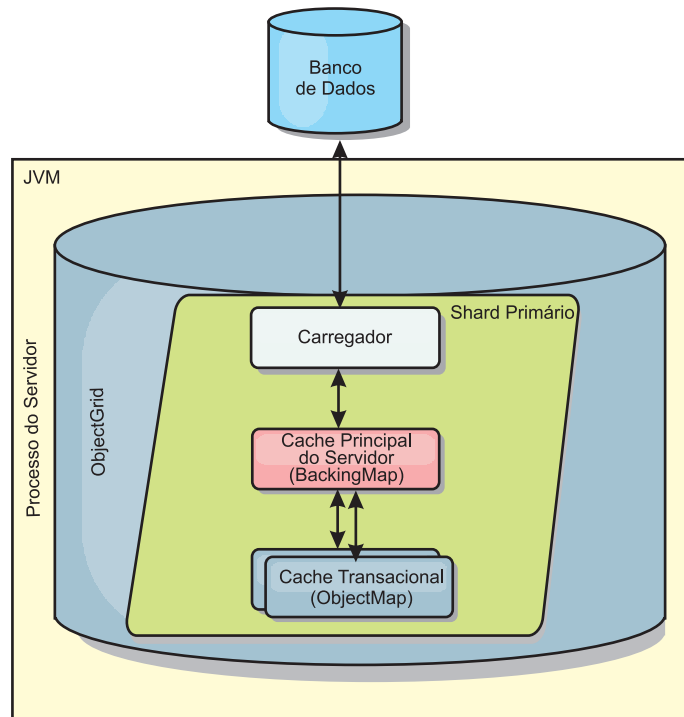 Banco
de Dados
JVM
Processo do Servidor
ObjectGrid
Shard Primário
Carregador
Cache Principal
do Servidor
(BackingMap)
Cache Transacional
(ObjectMap)